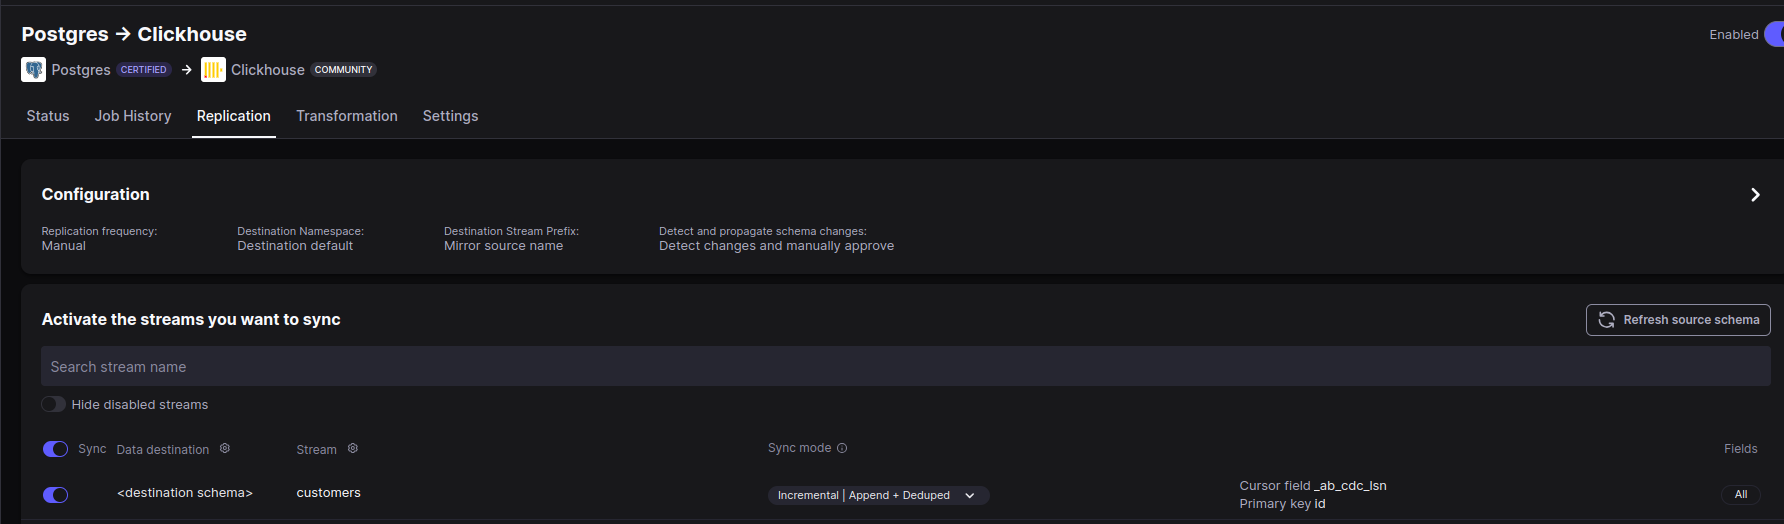 Postgres → Clickhouse
Enabled
Postgres CERTIFIED → Clickhouse COMMUNITY
Status Job History Replication Transformation Settings
Configuration
Replication frequency: Destination Namespace: Destination Stream Prefix: Detect and propagate schema changes:
Manual Destination default Mirror source name Detect changes and manually approve
Activate the streams you want to sync
Refresh source schema
Search stream name
Hide disabled streams
Sync Data destination Stream Sync mode Fields
<destination schema> customers Incremental | Append + Deduped Cursor field _ab_cdc_lsn All
Primary key id